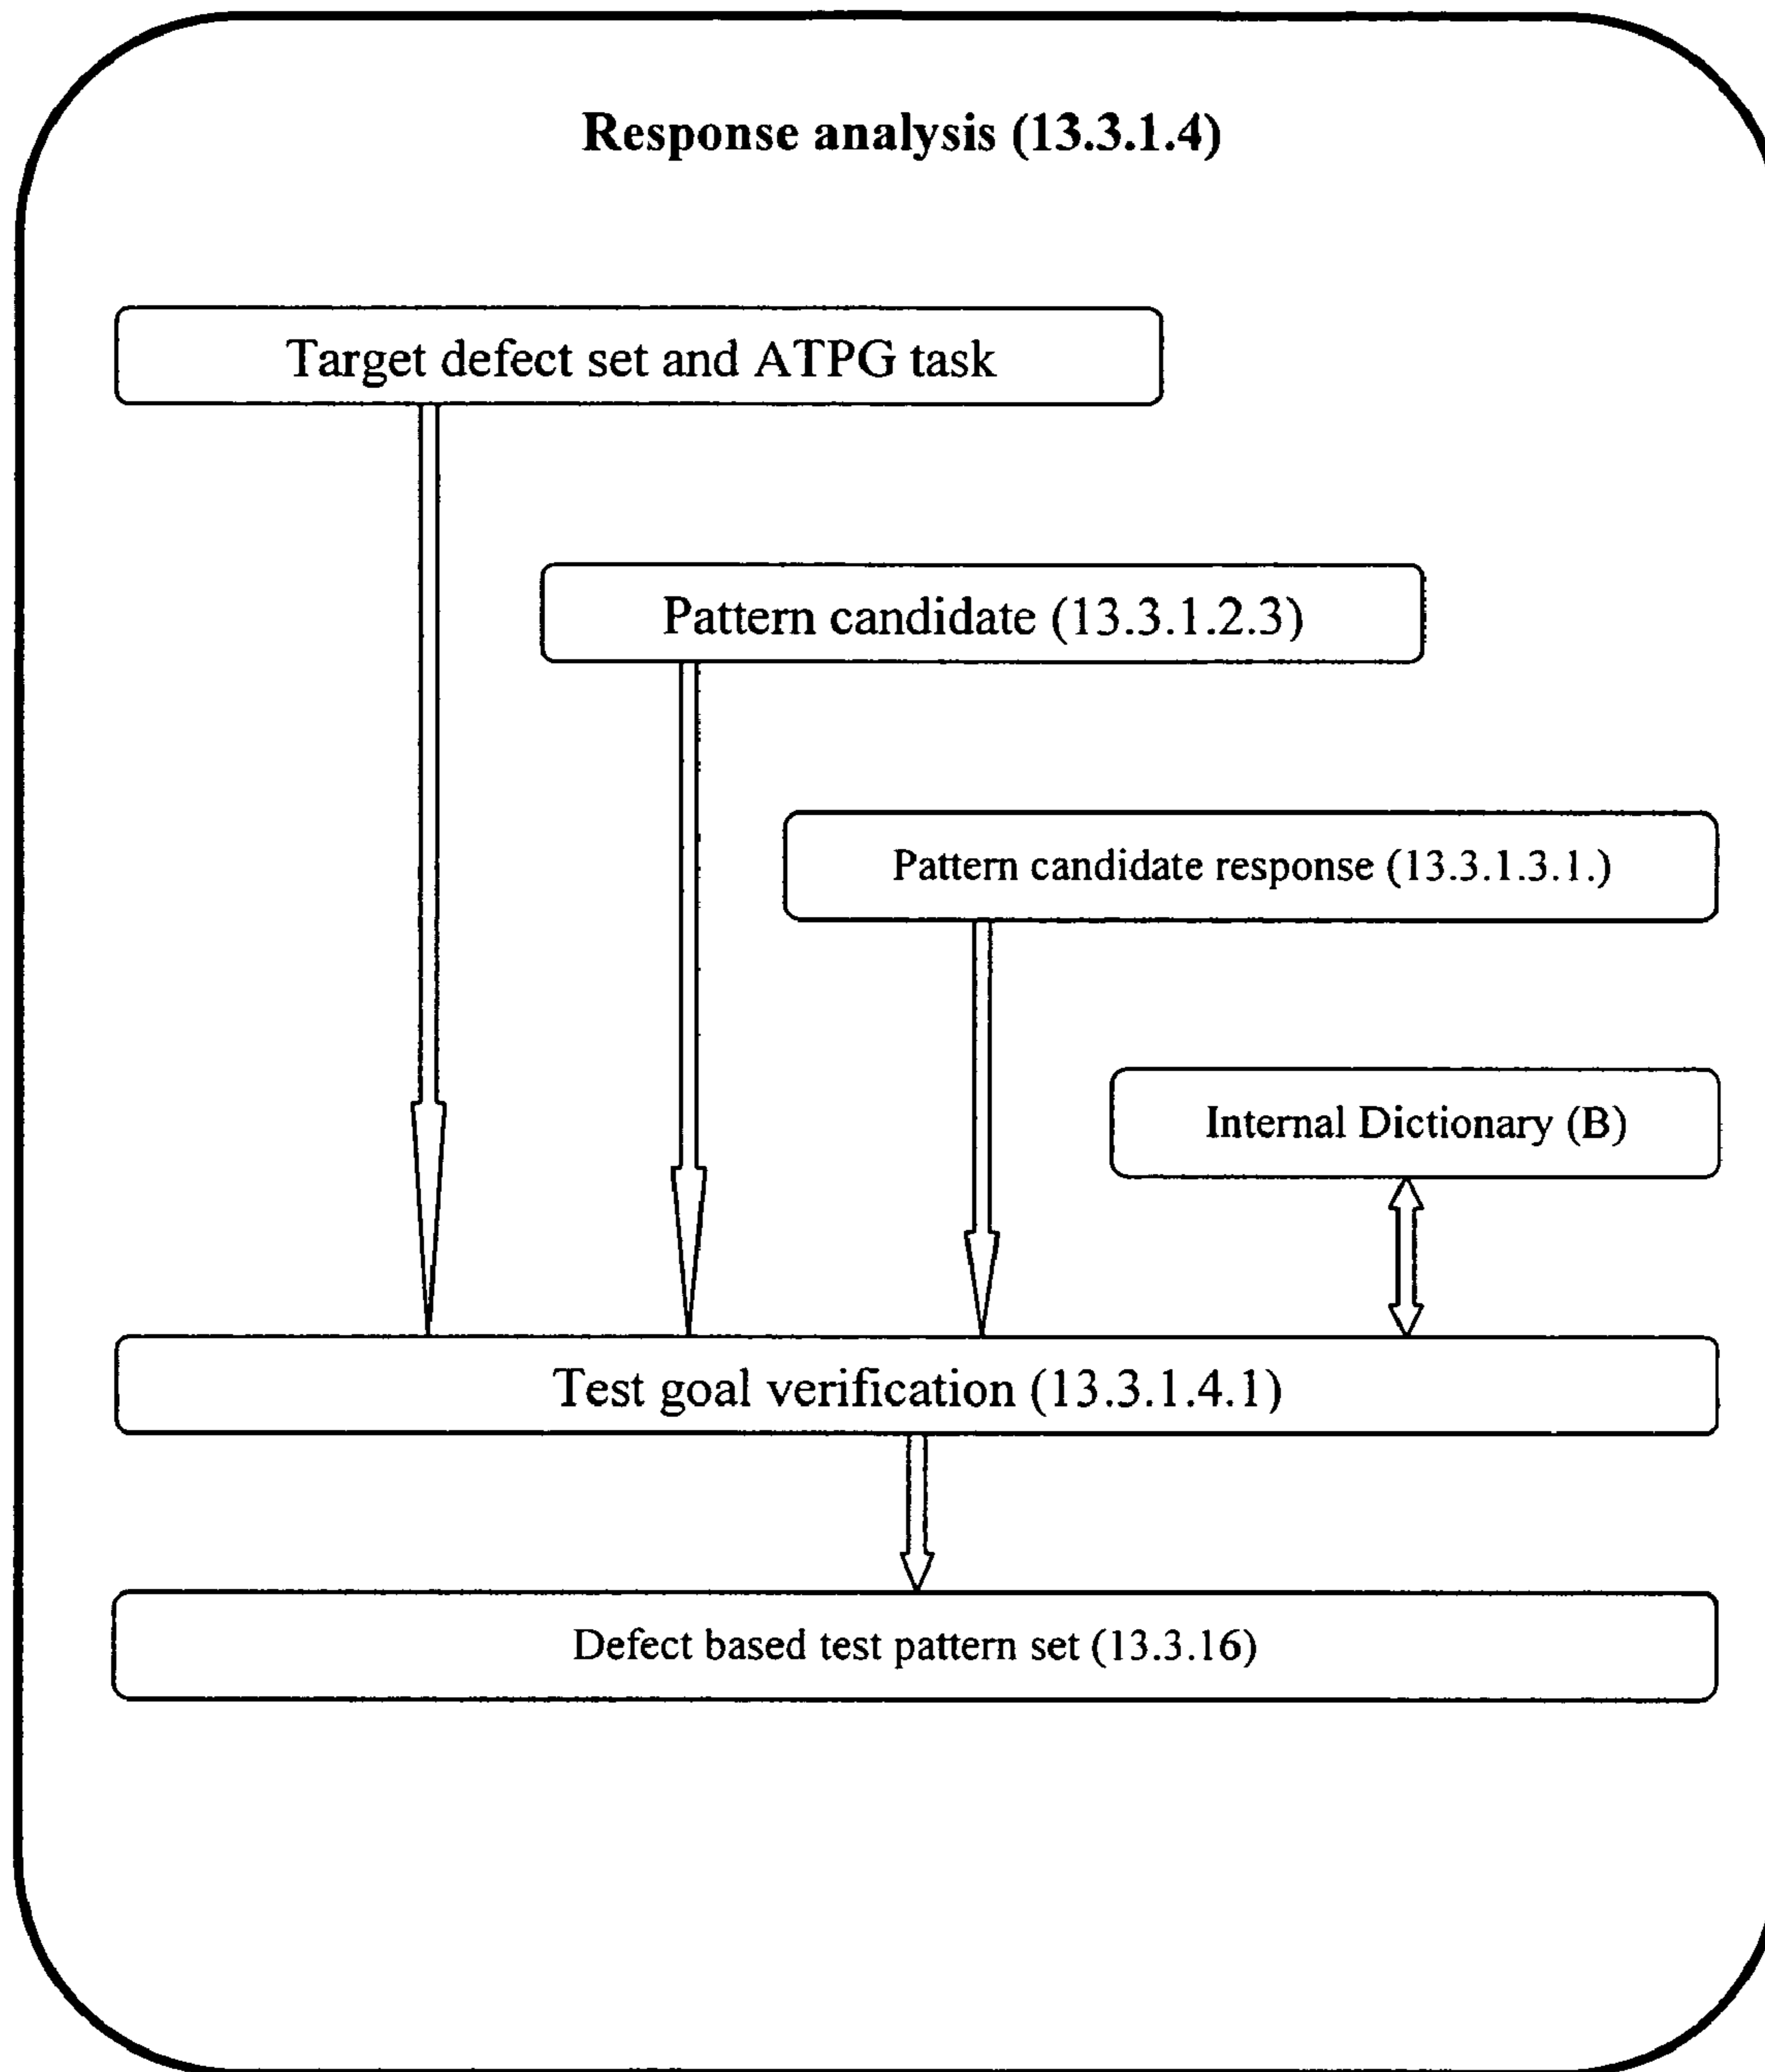 Response analysis (13.3.1.4)
Target defect set and ATPG task
Pattern candidate (13.3.1.2.3)
Pattern candidate response (13.3.1.3.1.)
Internal Dictionary (B)
Test goal verification (13.3.1.4.1)
Defect based test pattern set (13.3.16)